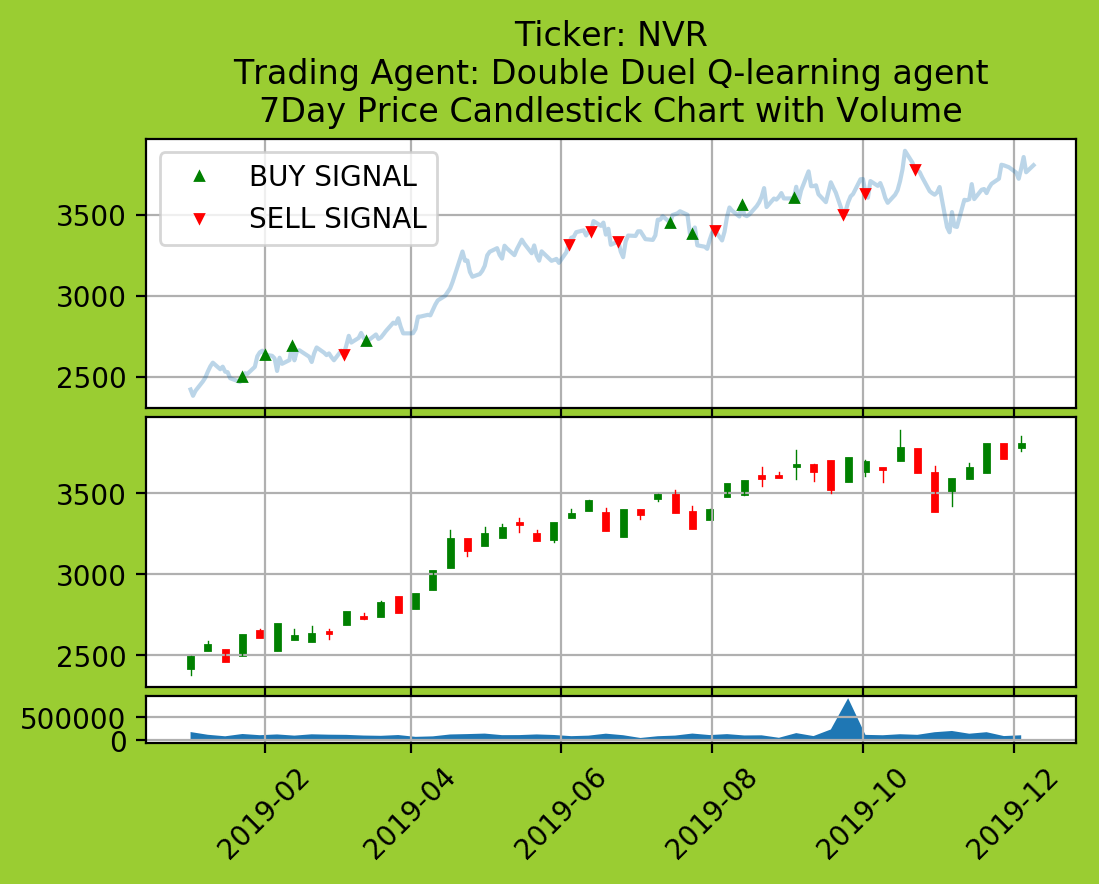 Ticker: NVR
Trading Agent: Double Duel Q-learning agent
7Day Price Candlestick Chart with Volume
BUY SIGNAL
SELL SIGNAL
3500
3000
2500
3500
3000
2500
500000
0
2019-02
2019-04
2019-06
2019-08
2019-10
2019-12